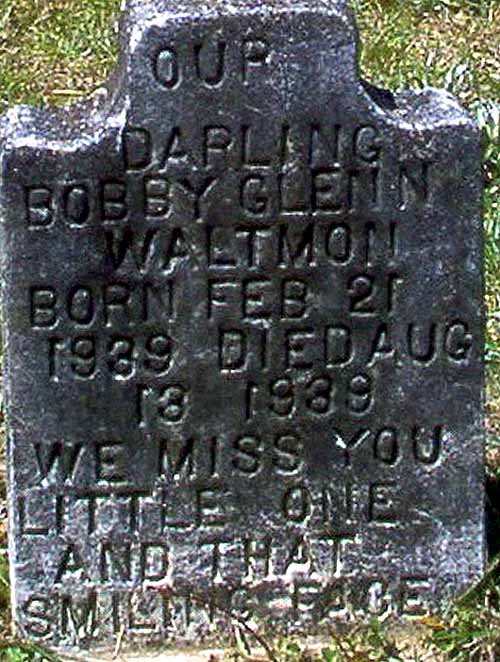 OUR
DARLING
BOBBY GLENN
WALTMON
BORN FEB 21
1939 DIED AUG
13 1939
WE MISS YOU
LITTLE ONE
AND THAT
SMILING FACE